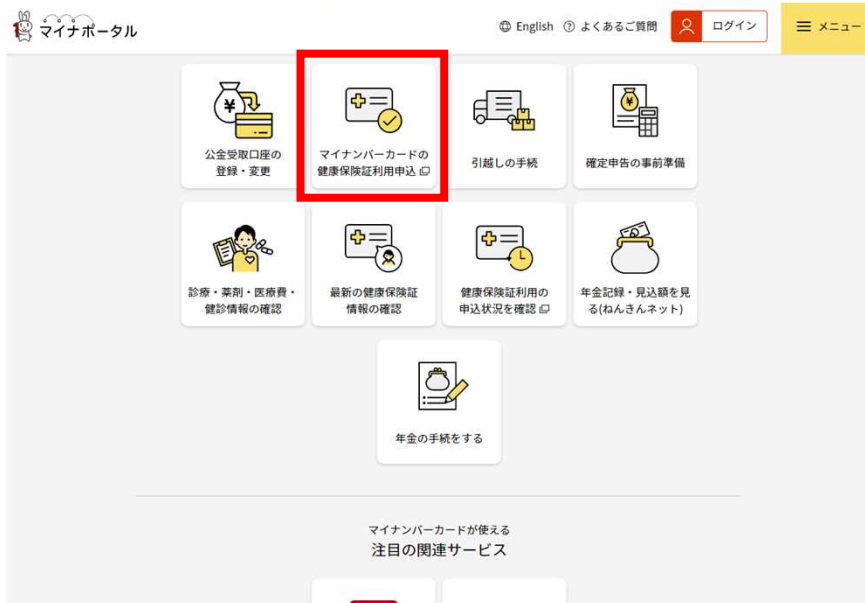 マイナポータル
English
よくあるご質問
ログイン
メニュー
公金受取口座の
登録・変更
マイナンバーカードの
健康保険証利用申込
引越しの手続
確定申告の事前準備
診療・薬剤・医療費・
健診情報の確認
最新の健康保険証
情報の確認
健康保険証利用の
申込状況を確認
年金記録・見込額を見
る(ねんきんネット)
年金の手続をする
マイナンバーカードが使える
注目の関連サービス